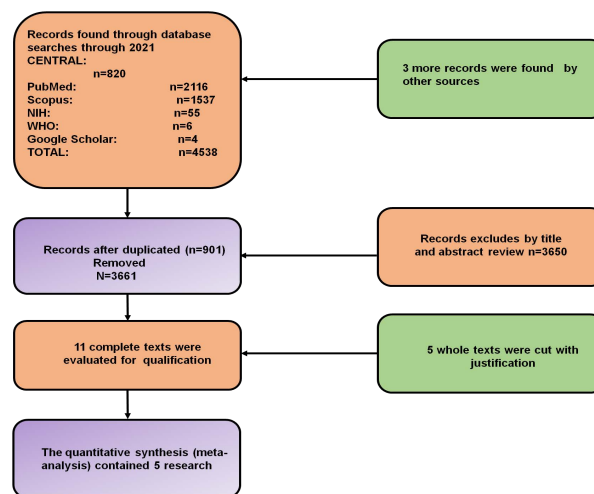 Records found through database
searches through 2021
CENTRAL:
n=820
PubMed: n=2116
Scopus: n=1537
NIH: n=55
WHO: n=6
Google Scholar: n=4
TOTAL: n=4538
3 more records were found by
other sources
Records after duplicated (n=901)
Removed
N=3661
Records excludes by title
and abstract review n=3650
11 complete texts were
evaluated for qualification
5 whole texts were cut with
justification
The quantitative synthesis (meta-
analysis) contained 5 research